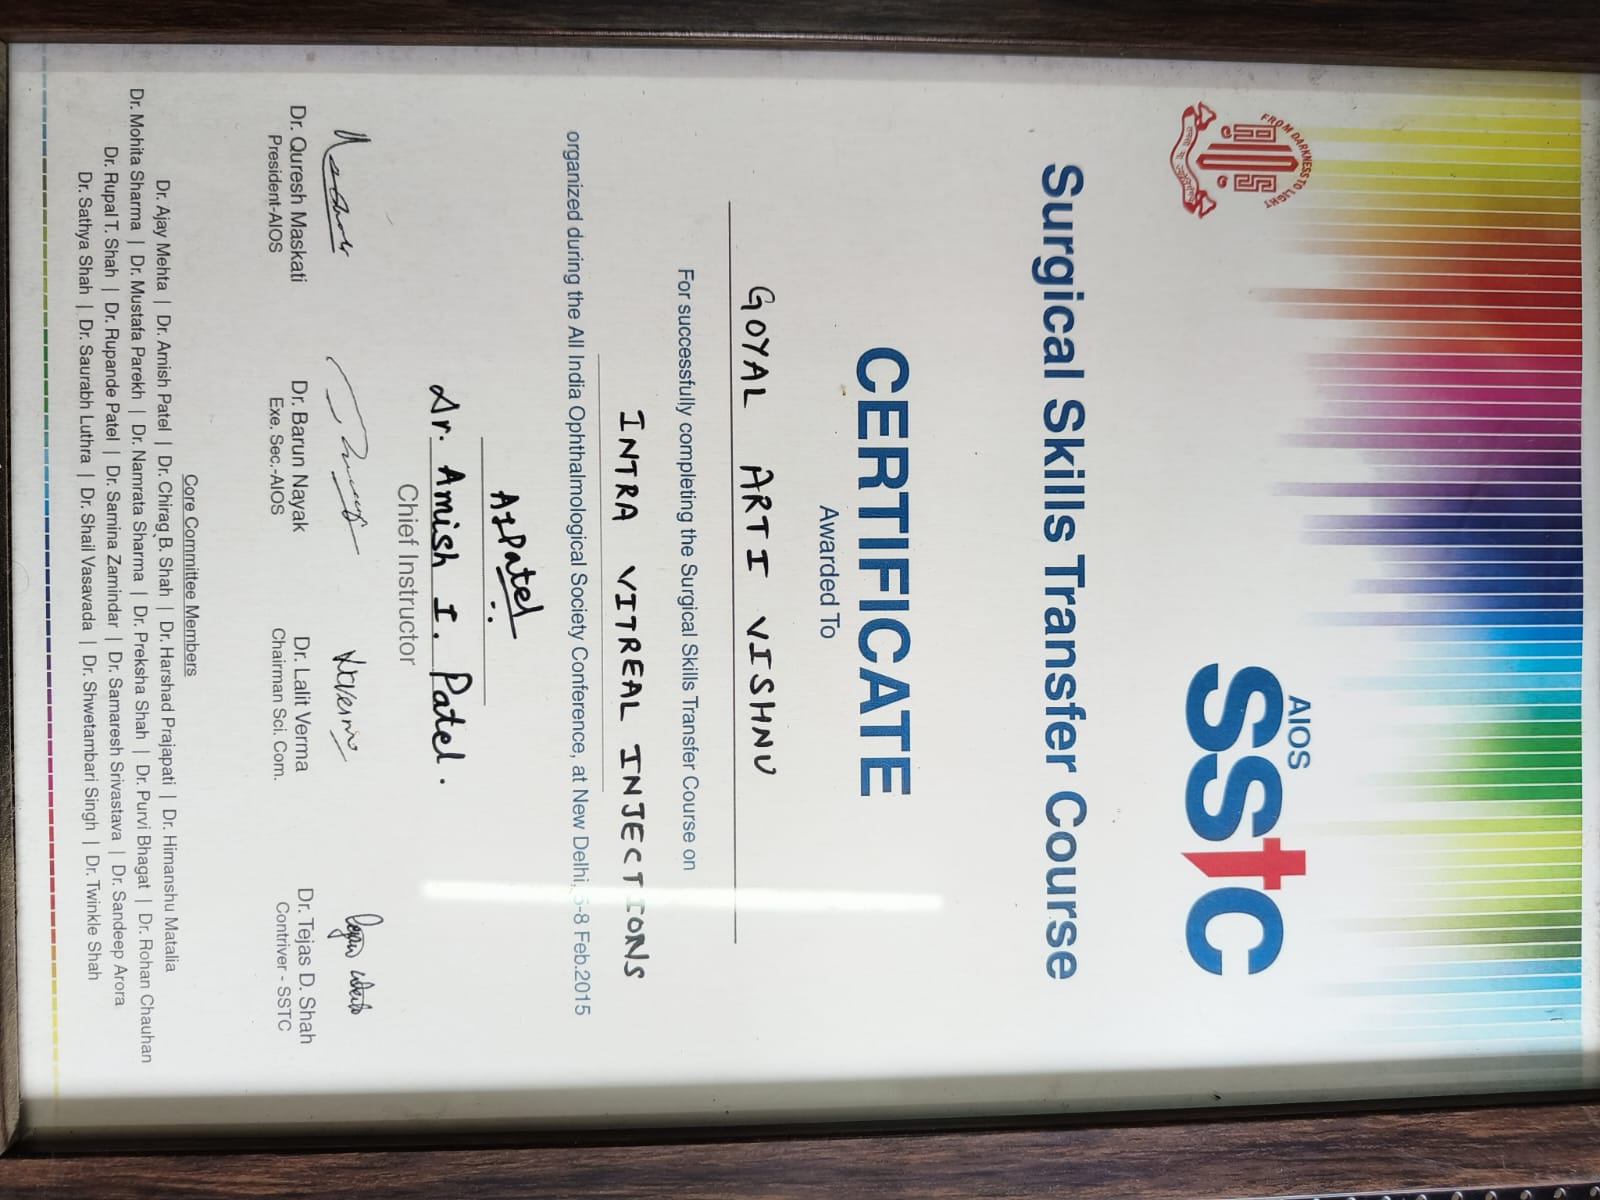 FROM DARKNESS TO LIGHT
AIOS
AIOS
SStC
Surgical Skills Transfer Course
CERTIFICATE
Awarded To
GOYAL ARTI VISHNU
For successfully completing the Surgical Skills Transfer Course on
INTRA VITREAL INJECTIONS
organized during the All India Ophthalmological Society Conference, at New Delhi, 5-8 Feb.2015
AIPatel
Dr. Amish I. Patel.
Chief Instructor
Dr. Quresh Maskati
President-AIOS
Dr. Barun Nayak
Exe. Sec.-AIOS
Dr. Lalit Verma
Chairman Sci. Com.
Dr. Tejas D. Shah
Contriver - SSTC
Core Committee Members
Dr. Ajay Mehta | Dr. Amish Patel | Dr. Chirag B. Shah | Dr. Harshad Prajapati | Dr. Himanshu Matalia
Dr. Mohita Sharma | Dr. Mustafa Parekh | Dr. Namrata Sharma | Dr. Preksha Shah | Dr. Purvi Bhagat | Dr. Rohan Chauhan
Dr. Rupal T. Shah | Dr. Rupande Patel | Dr. Samina Zamindar | Dr. Samaresh Srivastava | Dr. Sandeep Arora
Dr. Sathya Shah | Dr. Saurabh Luthra | Dr. Shail Vasavada | Dr. Shwetambari Singh | Dr. Twinkle Shah